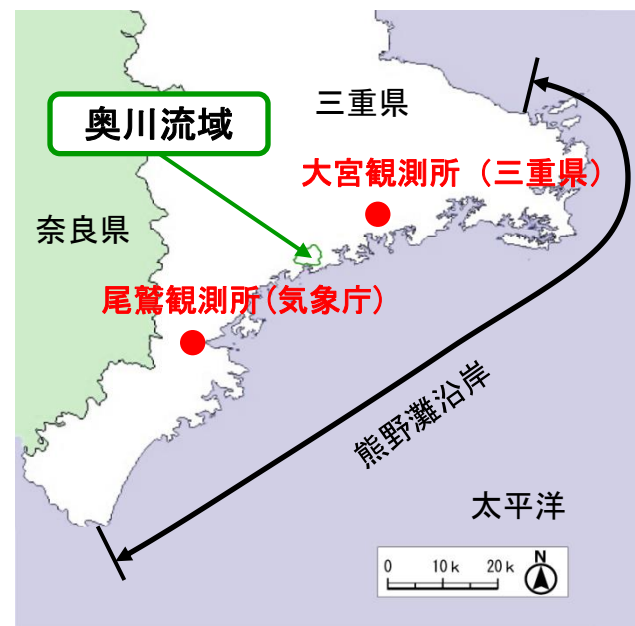 三重県
奥川流域
大宮観測所（三重県）
奈良県
尾鷲観測所(気象庁)
熊野灘沿岸
太平洋
0 10k 20k
N